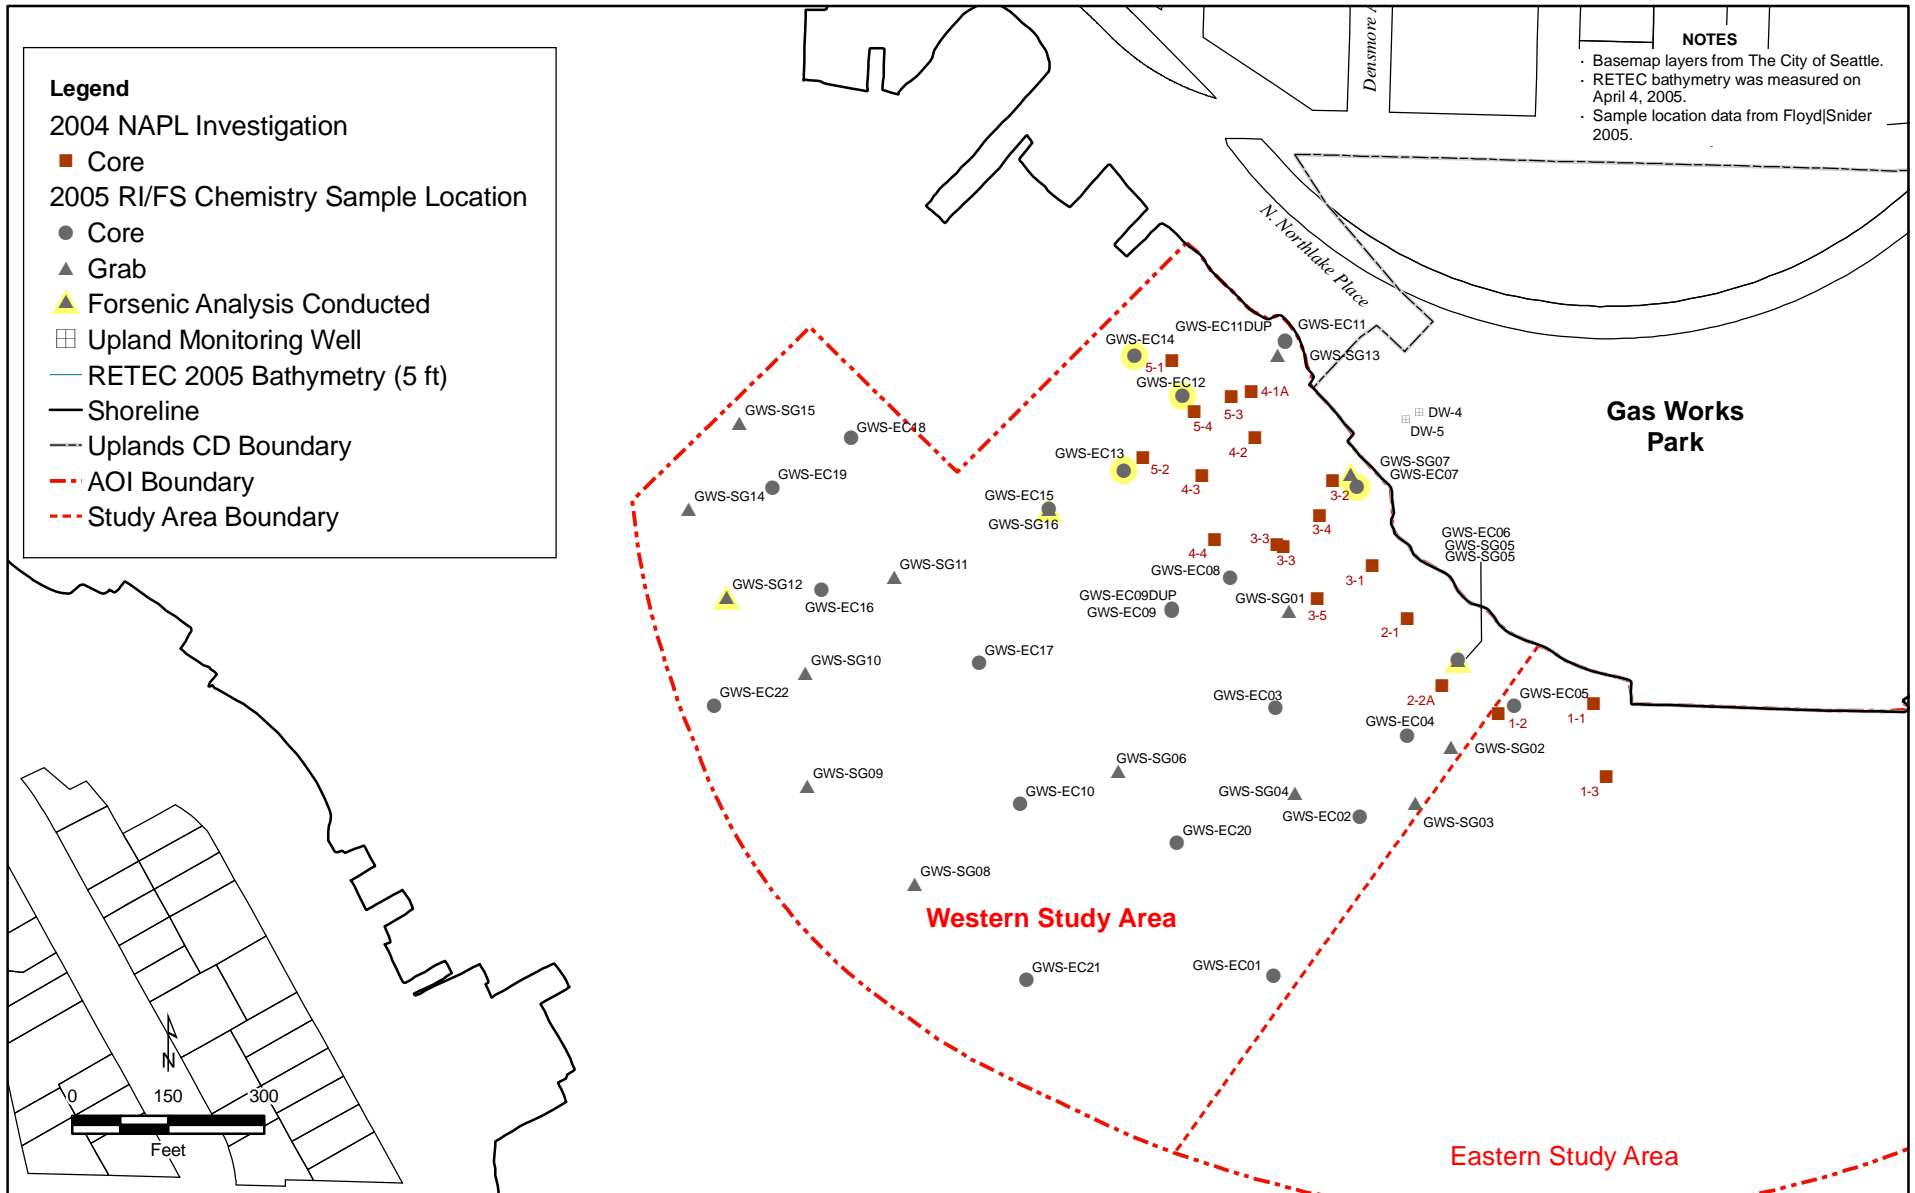 Legend
2004 NAPL Investigation
Core
2005 RI/FS Chemistry Sample Location
Core
Grab
Forsenic Analysis Conducted
Upland Monitoring Well
RETEC 2005 Bathymetry (5 ft)
Shoreline
Uplands CD Boundary
AOI Boundary
Study Area Boundary
Densmore A
NOTES
· Basemap layers from The City of Seattle.
· RETEC bathymetry was measured on
April 4, 2005.
· Sample location data from Floyd|Snider
2005.
N. Northlake Place
Gas Works
Park
GWS-EC11DUP
GWS-EC11
GWS-EC14
GWS-SG13
5-1
GWS-EC12
4-1A
5-3
5-4
DW-4
DW-5
GWS-SG15
GWS-EC18
4-2
GWS-EC13
5-2
GWS-SG07
GWS-EC07
4-3
3-2
GWS-EC19
GWS-SG14
GWS-EC15
GWS-SG16
3-4
4-4
3-3
3-3
GWS-EC06
GWS-SG05
GWS-SG05
GWS-SG11
GWS-EC08
3-1
GWS-SG12
GWS-EC16
GWS-EC09DUP
GWS-EC09
GWS-SG01
3-5
2-1
GWS-SG10
GWS-EC17
GWS-EC22
GWS-EC03
2-2A
GWS-EC05
1-2
1-1
GWS-EC04
GWS-SG02
GWS-SG09
GWS-SG06
GWS-EC10
GWS-SG04
GWS-EC02
GWS-SG03
1-3
GWS-EC20
GWS-SG08
Western Study Area
GWS-EC21
GWS-EC01
N
0 150 300
Feet
Eastern Study Area